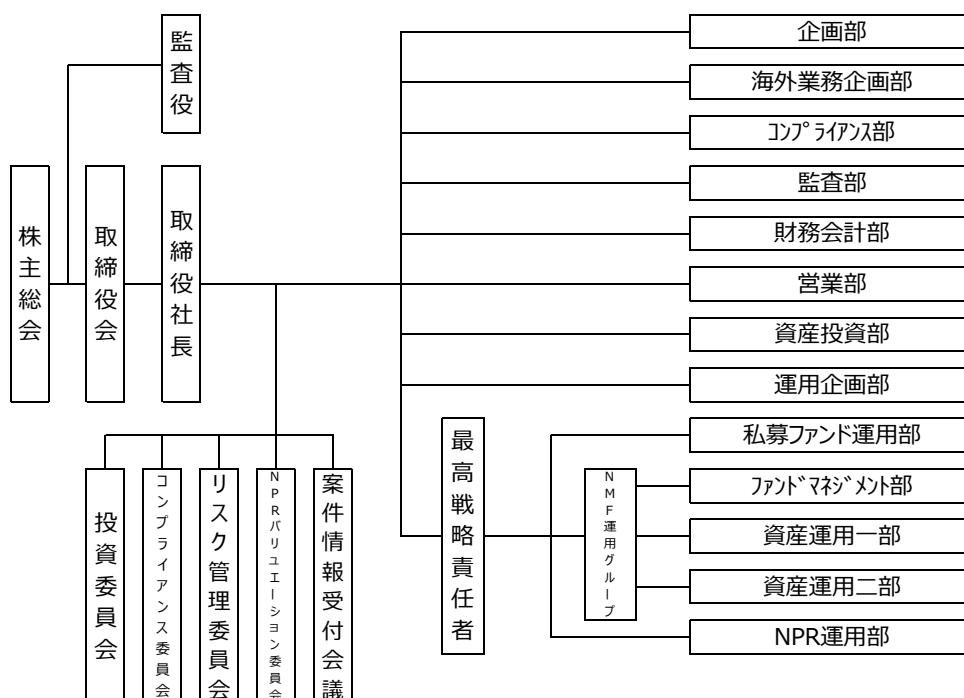 株主総会
監査役
取締役会
取締役社長
投資委員会
コンプライアンス委員会
リスク管理委員会
NPRバリュエーション委員会
案件情報受付会議
企画部
海外業務企画部
ｺﾝﾌﾟﾗｲｱﾝｽ部
監査部
財務会計部
営業部
資産投資部
運用企画部
最高戦略責任者
私募ファンド運用部
NMF運用グループ
ﾌｧﾝﾄﾞﾏﾈｼﾞﾒﾝﾄ部
資産運用一部
資産運用二部
NPR運用部